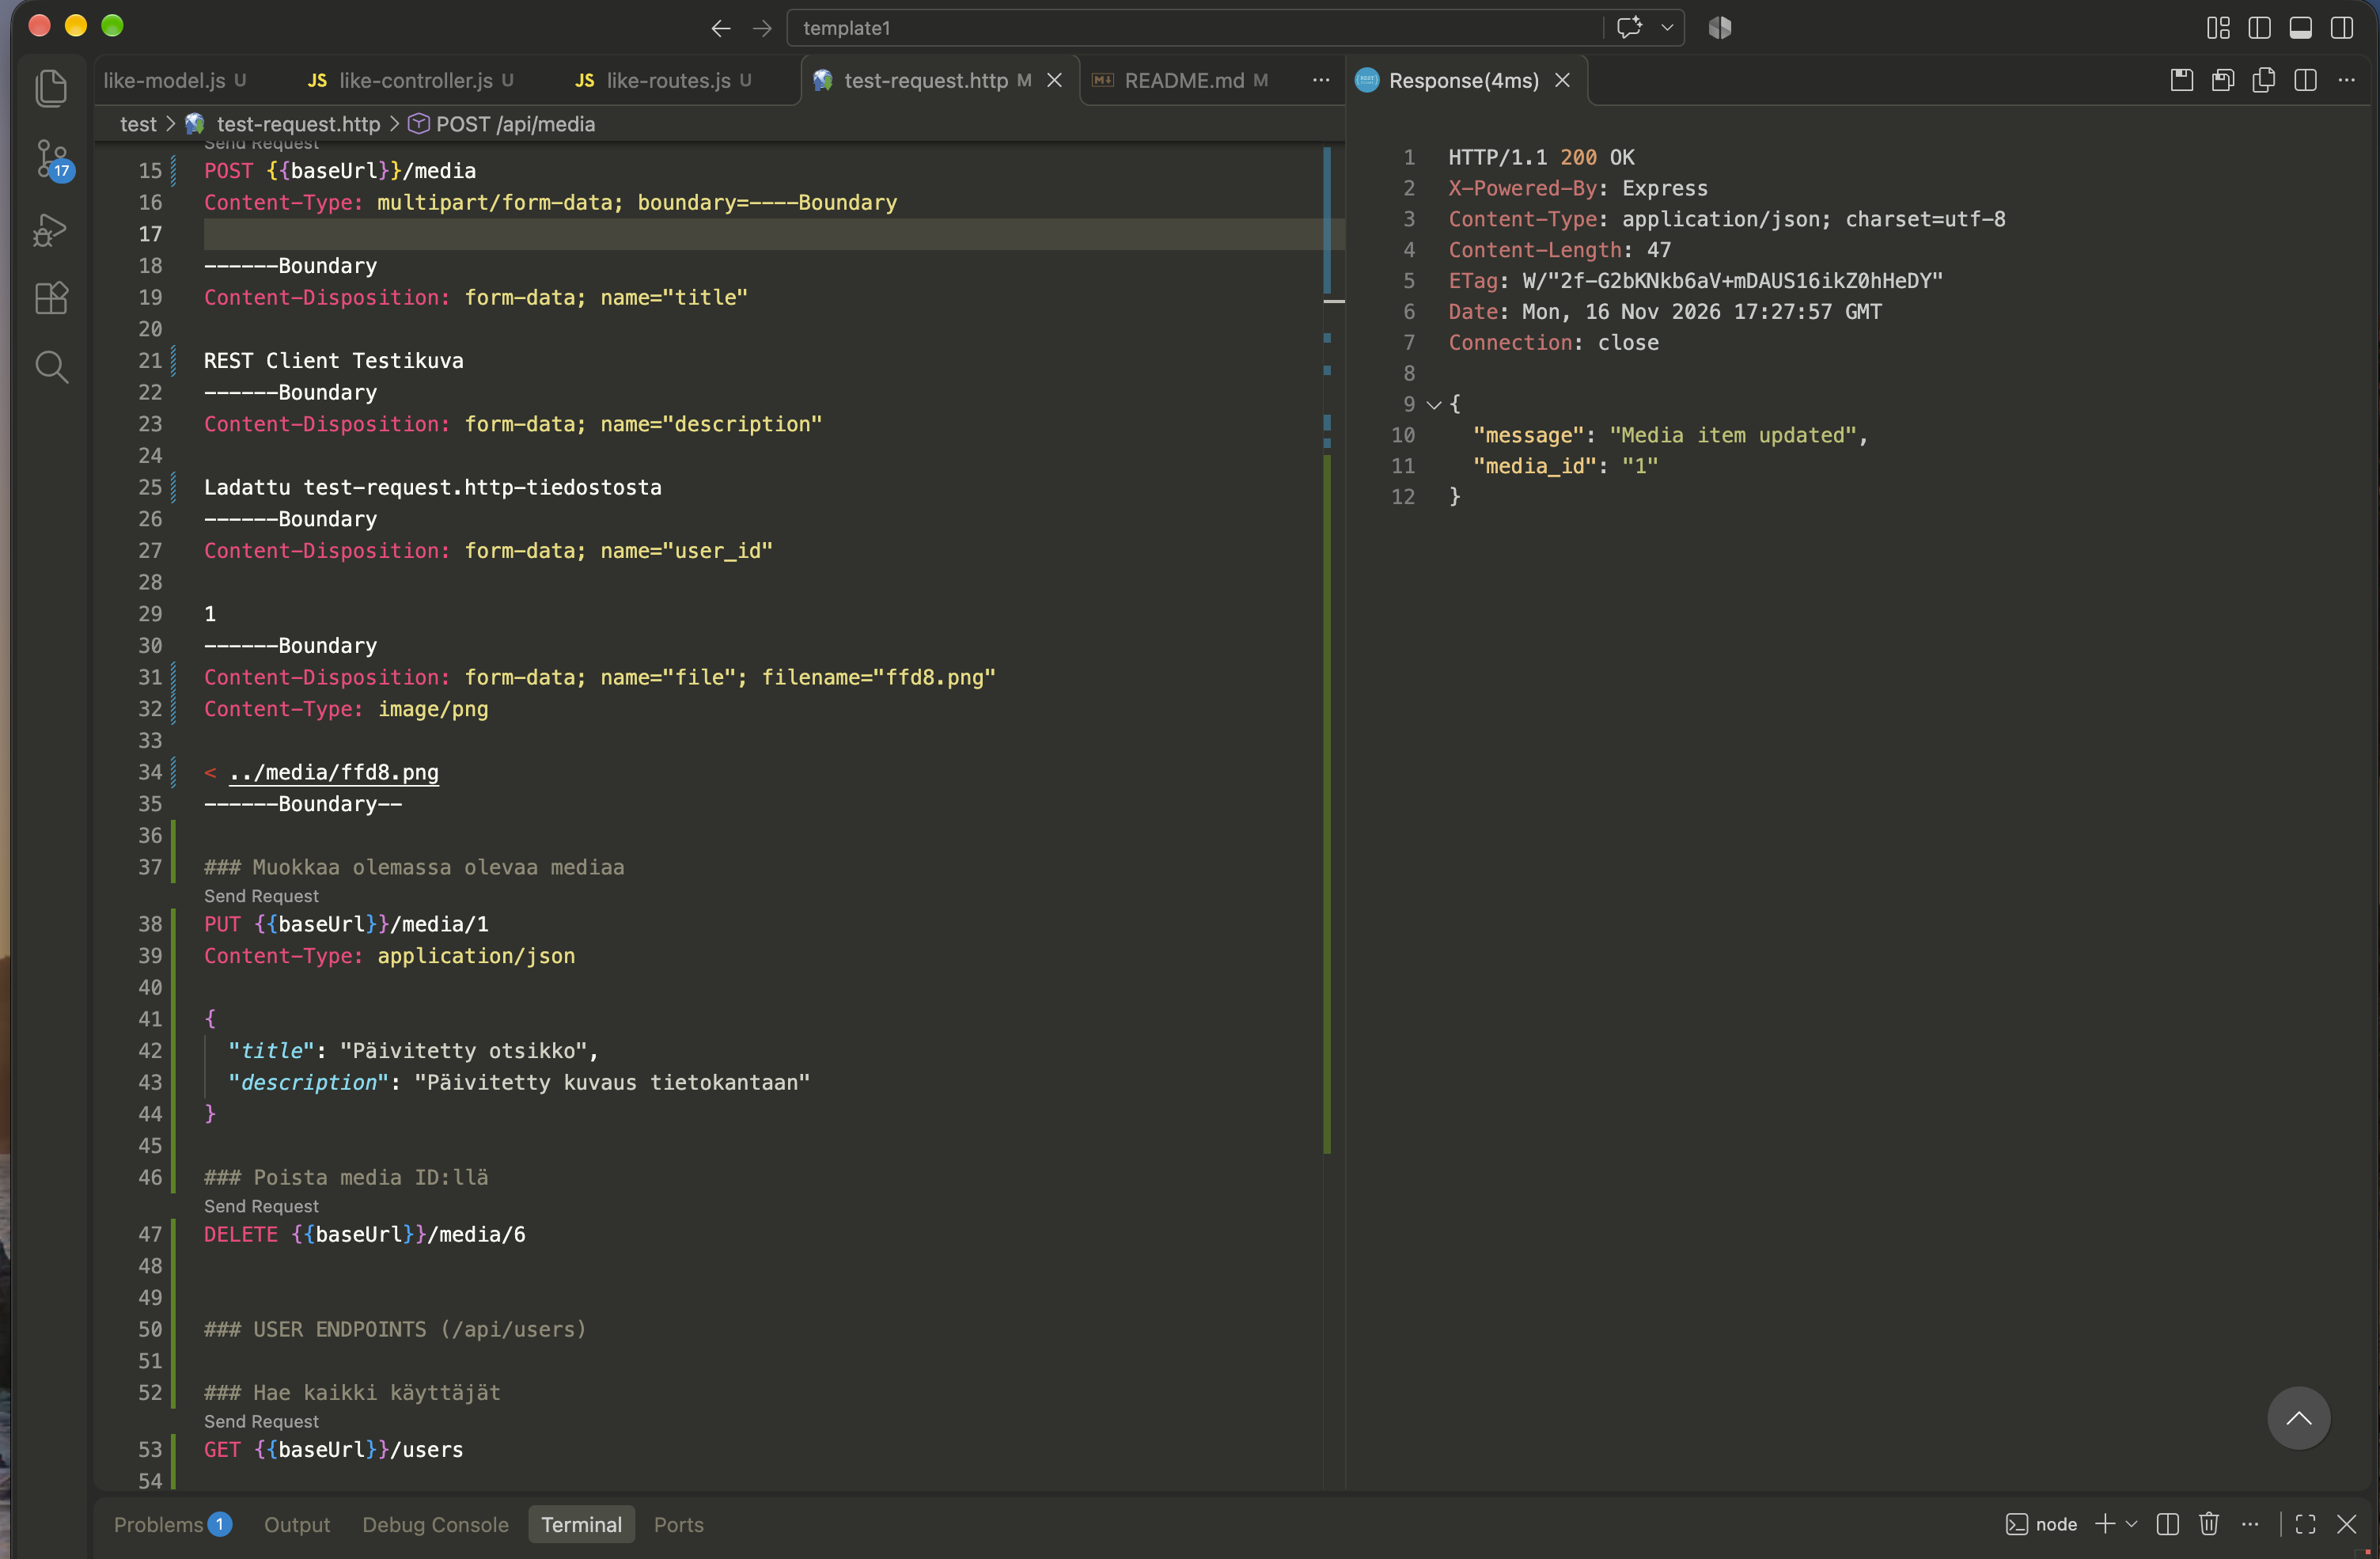 template1
like-model.js U
JS like-controller.js U
JS like-routes.js U
test-request.http M
README.md M
Response(4ms)
test > test-request.http > POST /api/media
17
Send Request
15 POST {{baseUrl}}/media
16 Content-Type: multipart/form-data; boundary=----Boundary
17
18 ------Boundary
19 Content-Disposition: form-data; name="title"
20
21 REST Client Testikuva
22 ------Boundary
23 Content-Disposition: form-data; name="description"
24
25 Ladattu test-request.http-tiedostosta
26 ------Boundary
27 Content-Disposition: form-data; name="user_id"
28
29 1
30 ------Boundary
31 Content-Disposition: form-data; name="file"; filename="ffd8.png"
32 Content-Type: image/png
33
34 < ../media/ffd8.png
35 ------Boundary--
36
37 ### Muokkaa olemassa olevaa mediaa
Send Request
38 PUT {{baseUrl}}/media/1
39 Content-Type: application/json
40
41 {
42 "title": "Päivitetty otsikko",
43 "description": "Päivitetty kuvaus tietokantaan"
44 }
45
46 ### Poista media ID:llä
Send Request
47 DELETE {{baseUrl}}/media/6
48
49
50 ### USER ENDPOINTS (/api/users)
51
52 ### Hae kaikki käyttäjät
Send Request
53 GET {{baseUrl}}/users
54
1 HTTP/1.1 200 OK
2 X-Powered-By: Express
3 Content-Type: application/json; charset=utf-8
4 Content-Length: 47
5 ETag: W/"2f-G2bKNkb6aV+mDAUS16ikZ0hHeDY"
6 Date: Mon, 16 Nov 2026 17:27:57 GMT
7 Connection: close
8
9 {
10 "message": "Media item updated",
11 "media_id": "1"
12 }
Problems 1
Output
Debug Console
Terminal
Ports
node